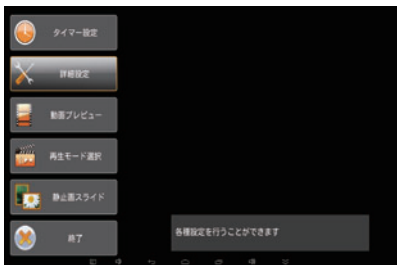 タイマー設定
詳細設定
動画プレビュー
再生モード選択
静止画スライド
終了
各種設定を行うことができます